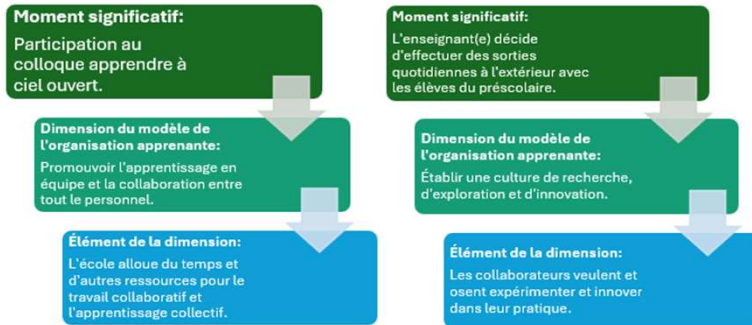 Moment significatif:
Participation au
colloque apprendre à
ciel ouvert.
Dimension du modèle de
l'organisation apprenante:
Promouvoir l'apprentissage en
équipe et la collaboration entre
tout le personnel.
Élément de la dimension:
L'école alloue du temps et
d'autres ressources pour le
travail collaboratif et
l'apprentissage collectif.
Moment significatif:
L'enseignant(e) décide
d'effectuer des sorties
quotidiennes à l'extérieur avec
les élèves du préscolaire.
Dimension du modèle de
l'organisation apprenante:
Établir une culture de recherche,
d'exploration et d'innovation.
Élément de la dimension:
Les collaborateurs veulent et
osent expérimenter et innover
dans leur pratique.